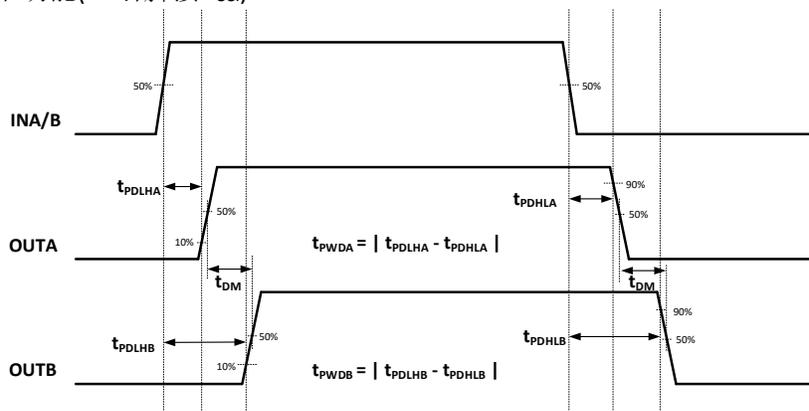 50%
50%
INA/B
tPDLHA
50%
10%
OUTA
tPWDA = | tPDLHA - tPDHLA |
tPDHLA
90%
50%
tDM
tDM
tPDLHB
50%
10%
OUTB
tPWDB = | tPDLHB - tPDHLB |
tPDHLB
90%
50%